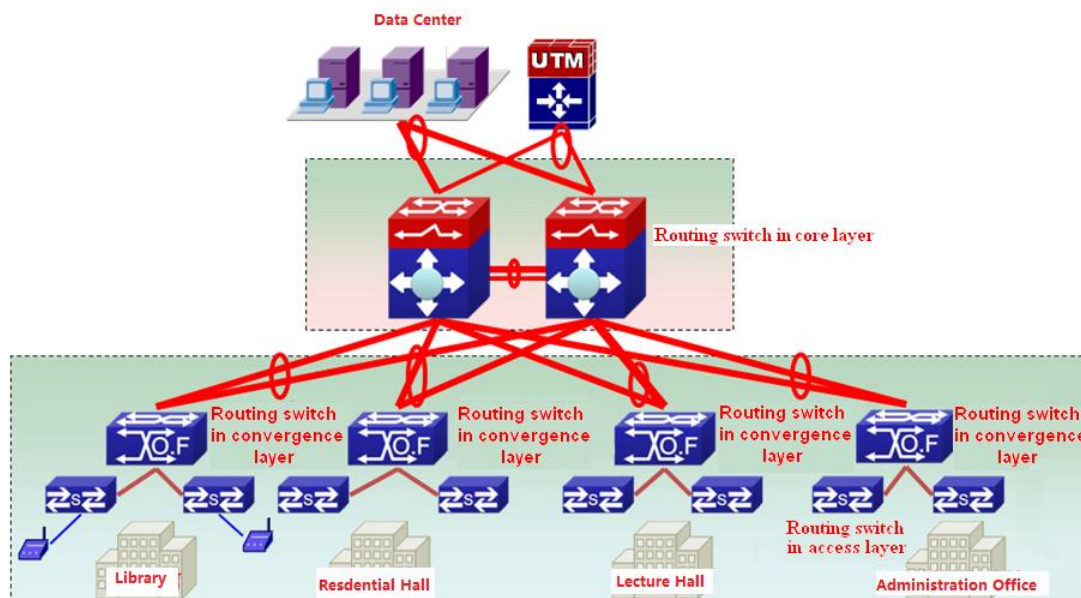 Data Center
UTM
Routing switch in core layer
Routing switch
in convergence
layer
Routing switch
in convergence
layer
Routing switch
in convergence
layer
Routing switch
in convergence
layer
O.F
O.F
O.F
O.F
S
S
S
S
S
S
S
S
Routing switch
in access layer
Library
Resdential Hall
Lecture Hall
Administration Office